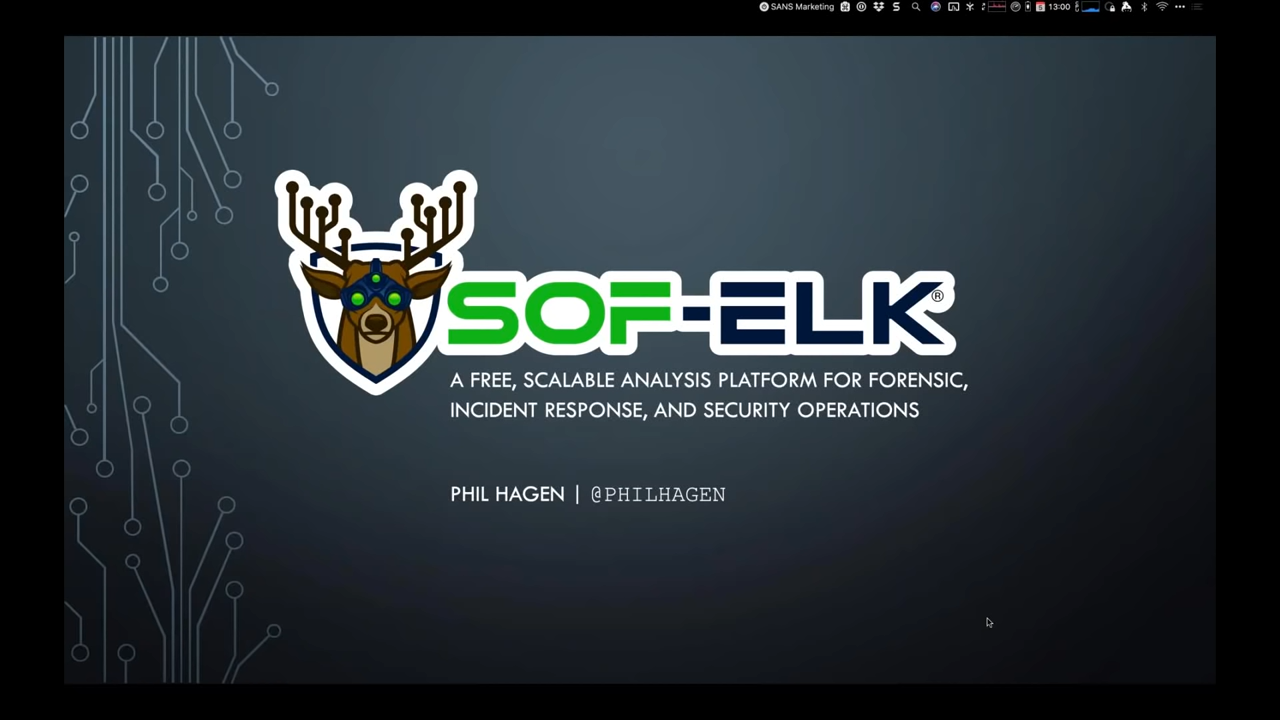 SANS Marketing
13:00
SOF-ELK®
A FREE, SCALABLE ANALYSIS PLATFORM FOR FORENSIC,
INCIDENT RESPONSE, AND SECURITY OPERATIONS
PHIL HAGEN | @PHILHAGEN